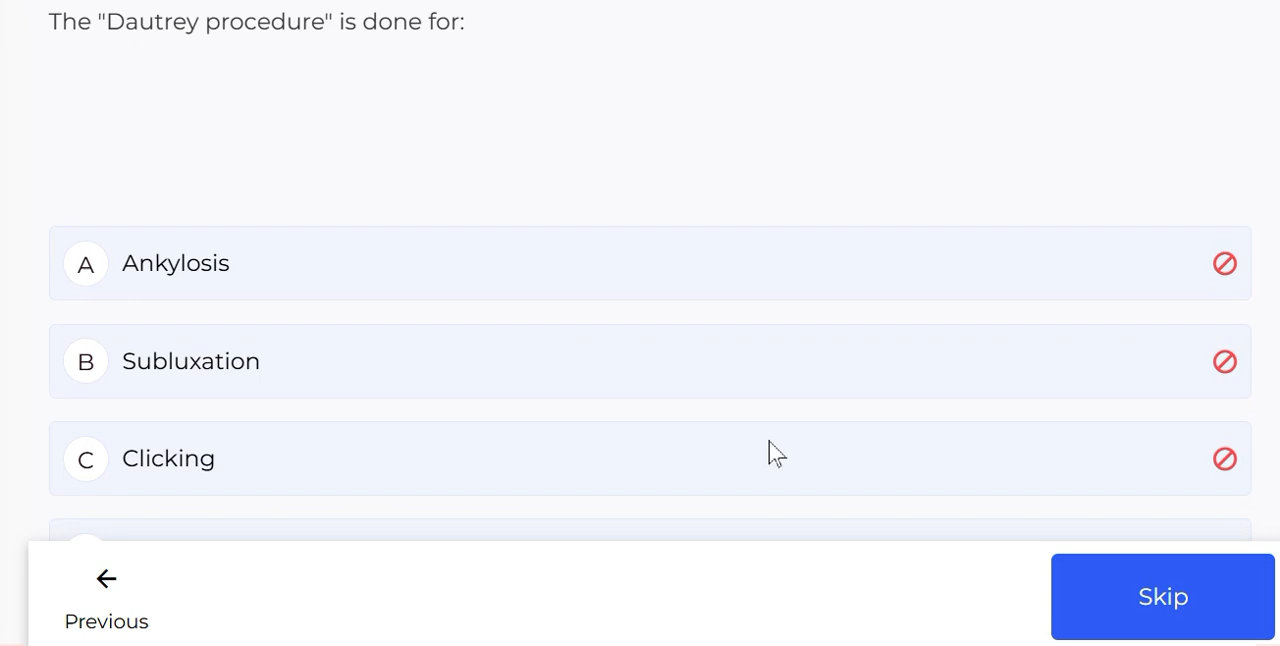 The "Dautrey procedure" is done for:
A Ankylosis
B Subluxation
C Clicking
Previous
Skip